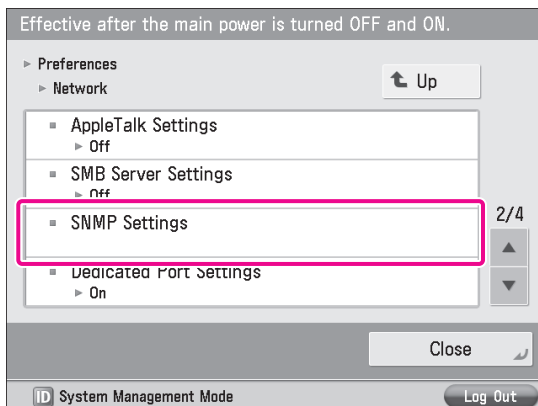 Effective after the main power is turned OFF and ON.
Preferences
Network
Up
AppleTalk Settings
Off
SMB Server Settings
Off
SNMP Settings
2/4
Dedicated Port Settings
On
Close
ID System Management Mode
Log Out